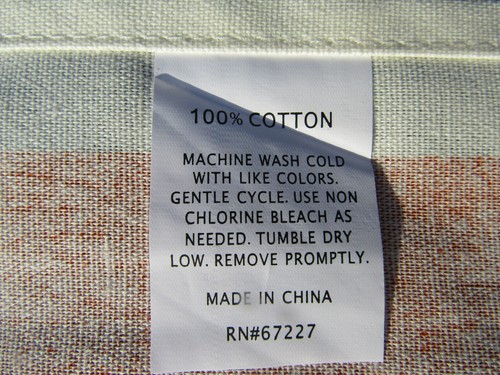 100% COTTON
MACHINE WASH COLD
WITH LIKE COLORS.
GENTLE CYCLE. USE NON
CHLORINE BLEACH AS
NEEDED. TUMBLE DRY
LOW. REMOVE PROMPTLY.
MADE IN CHINA
RN#67227